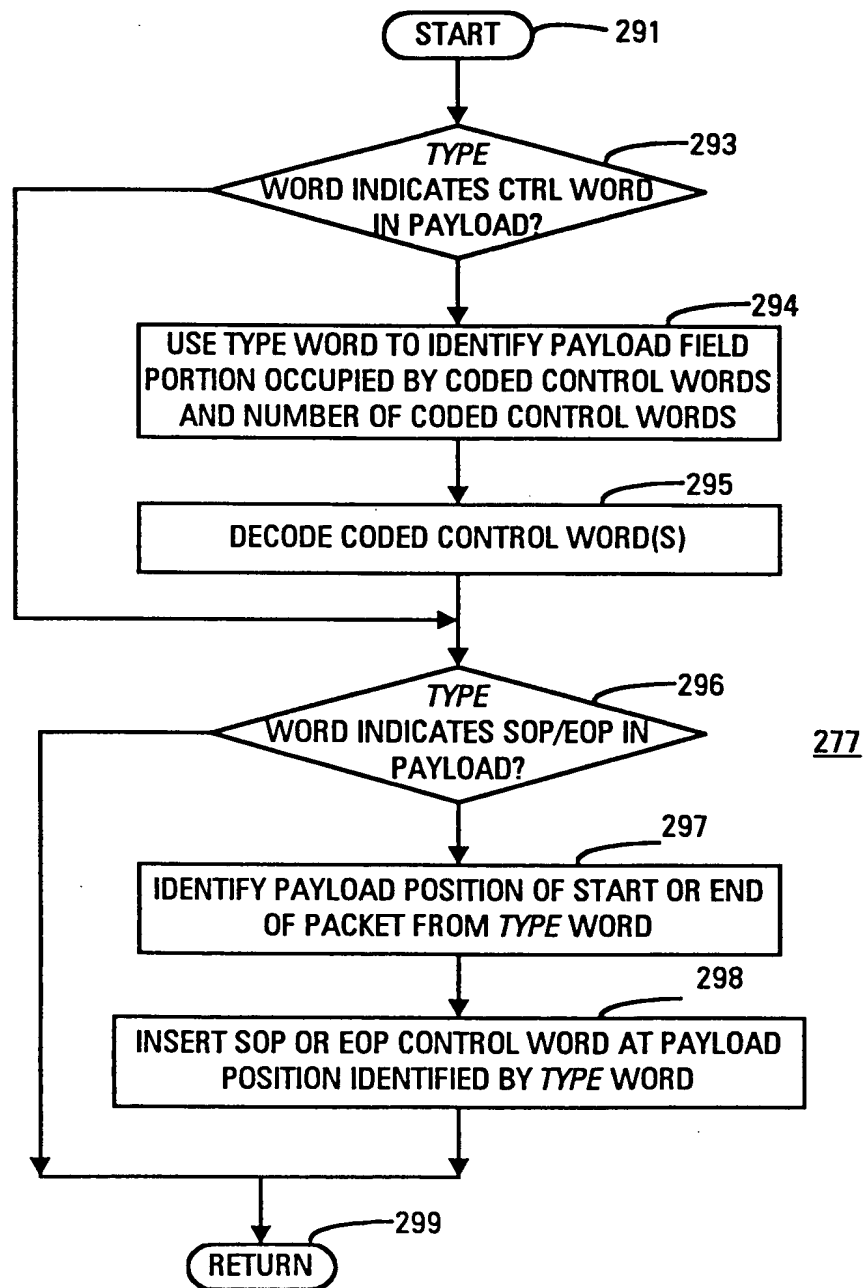 START
291
293
TYPE
WORD INDICATES CTRL WORD
IN PAYLOAD?
294
USE TYPE WORD TO IDENTIFY PAYLOAD FIELD
PORTION OCCUPIED BY CODED CONTROL WORDS
AND NUMBER OF CODED CONTROL WORDS
295
DECODE CODED CONTROL WORD(S)
296
TYPE
WORD INDICATES SOP/EOP IN
PAYLOAD?
277
297
IDENTIFY PAYLOAD POSITION OF START OR END
OF PACKET FROM TYPE WORD
298
INSERT SOP OR EOP CONTROL WORD AT PAYLOAD
POSITION IDENTIFIED BY TYPE WORD
299
RETURN